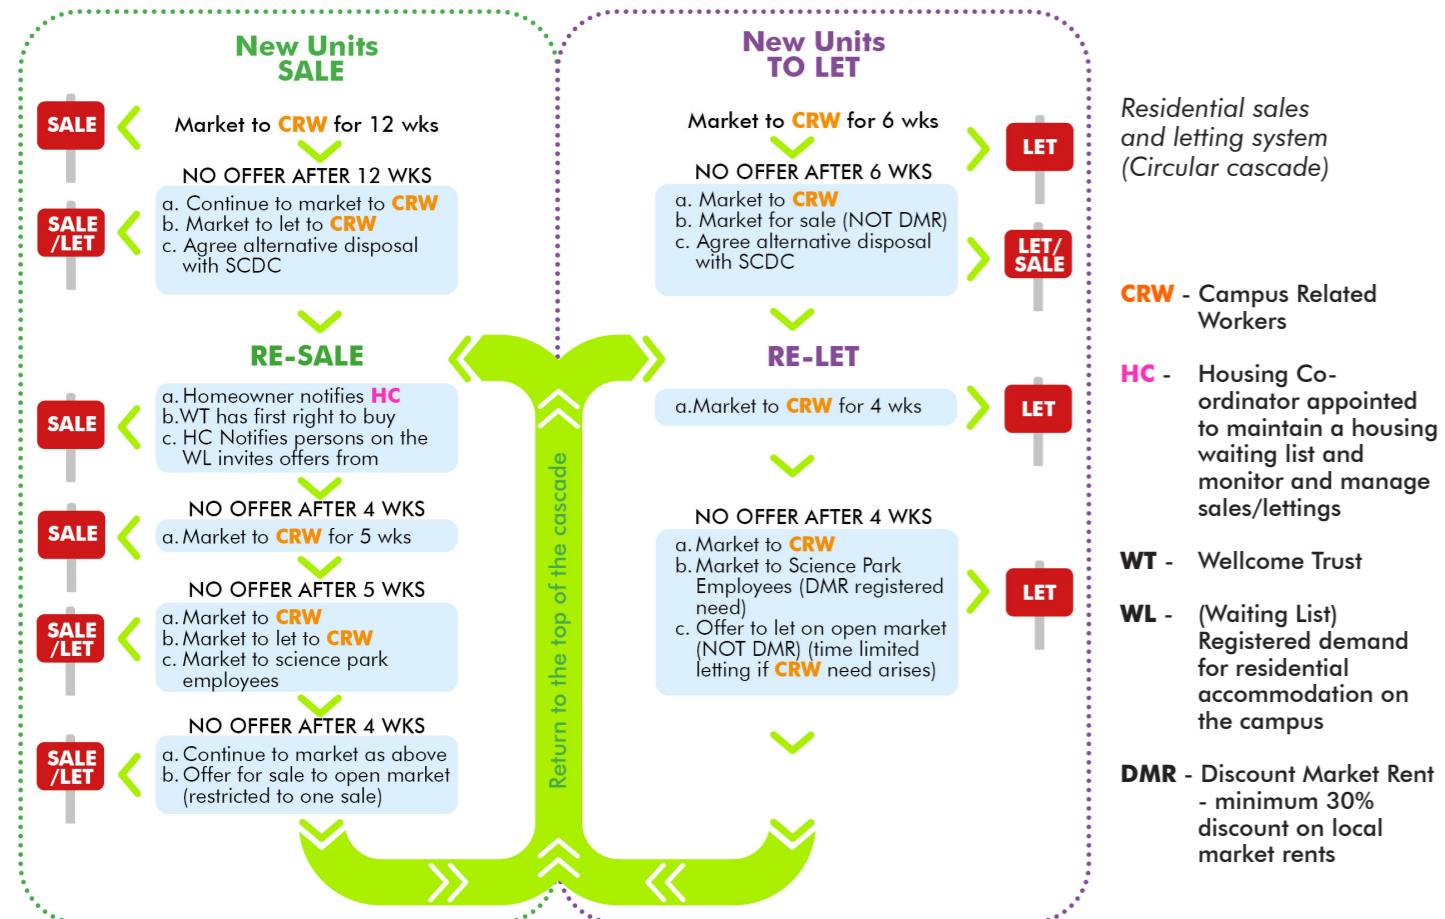 New Units
SALE
SALE
Market to CRW for 12 wks
NO OFFER AFTER 12 WKS
SALE
/LET
a. Continue to market to CRW
b. Market to let to CRW
c. Agree alternative disposal
with SCDC
RE-SALE
SALE
a. Homeowner notifies HC
b.WT has first right to buy
c. HC Notifies persons on the
WL invites offers from
NO OFFER AFTER 4 WKS
SALE
a. Market to CRW for 5 wks
NO OFFER AFTER 5 WKS
SALE
/LET
a. Market to CRW
b. Market to let to CRW
c. Market to science park
employees
NO OFFER AFTER 4 WKS
SALE
/LET
a. Continue to market as above
b. Offer for sale to open market
(restricted to one sale)
Return to the top of the cascade
New Units
TO LET
Market to CRW for 6 wks
LET
NO OFFER AFTER 6 WKS
a. Market to CRW
b. Market for sale (NOT DMR)
c. Agree alternative disposal
with SCDC
LET/
SALE
RE-LET
a.Market to CRW for 4 wks
LET
NO OFFER AFTER 4 WKS
a. Market to CRW
b. Market to Science Park
Employees (DMR registered
need)
c. Offer to let on open market
(NOT DMR) (time limited
letting if CRW need arises)
LET
Residential sales
and letting system
(Circular cascade)
CRW - Campus Related
Workers
HC - Housing Co-
ordinator appointed
to maintain a housing
waiting list and
monitor and manage
sales/lettings
WT - Wellcome Trust
WL - (Waiting List)
Registered demand
for residential
accommodation on
the campus
DMR - Discount Market Rent
- minimum 30%
discount on local
market rents